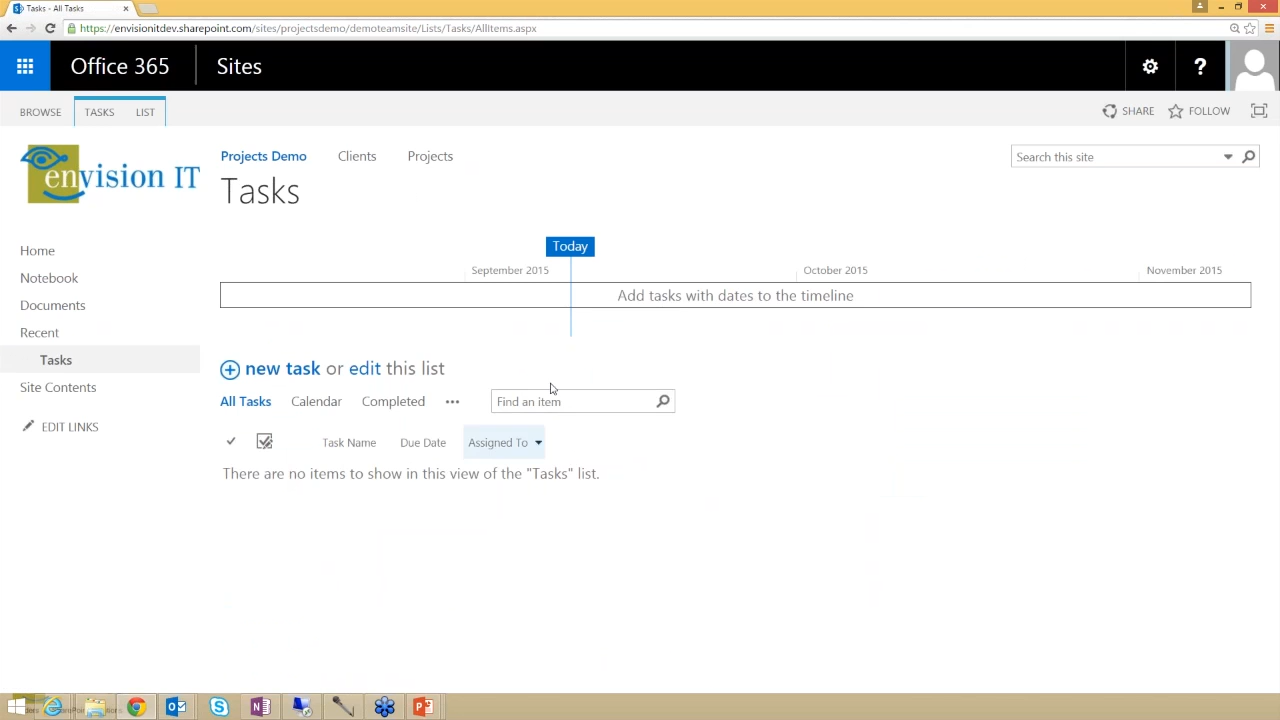 Tasks - All Tasks
https://envisionitdev.sharepoint.com/sites/projectsdemo/demoteamsite/Lists/Tasks/AllItems.aspx
Office 365 Sites ?
BROWSE TASKS LIST SHARE FOLLOW
envision IT
Projects Demo Clients Projects
Search this site
Tasks
Home
Notebook
Documents
Recent
Tasks
Site Contents
EDIT LINKS
Today
September 2015 October 2015 November 2015
Add tasks with dates to the timeline
new task or edit this list
All Tasks Calendar Completed ••• Find an item
Task Name Due Date Assigned To
There are no items to show in this view of the "Tasks" list.